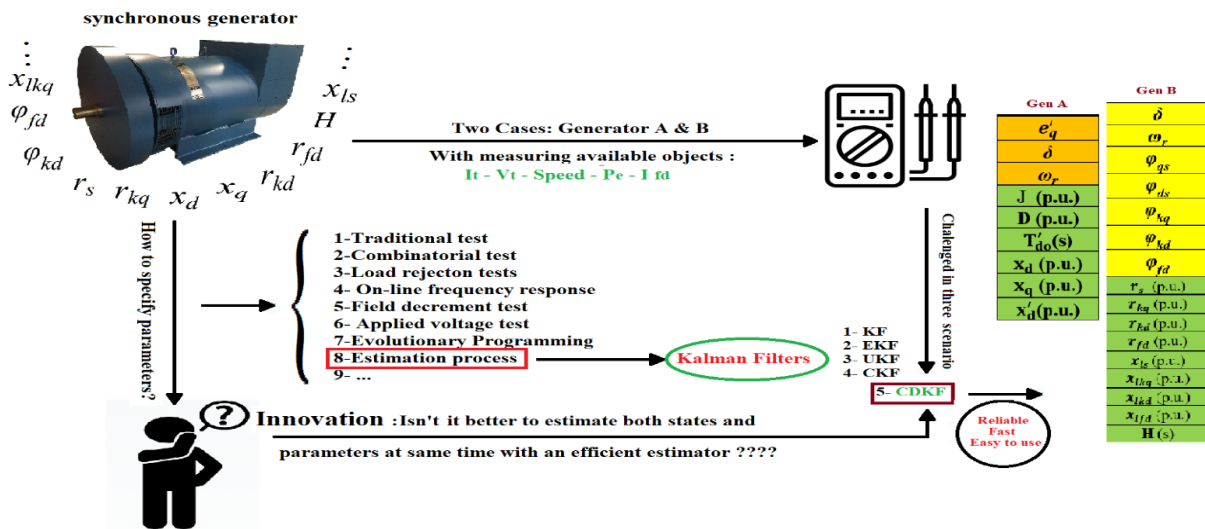 synchronous generator
⋮
x_lkq
φ_fd
φ_kd
r_s
r_kq
x_d
x_q
r_kd
r_fd
H
x_ls
⋮
Two Cases: Generator A & B
With measuring available objects :
It - Vt - Speed - Pe - I fd
How to specify parameters?
1-Traditional test
2-Combinatorial test
3-Load rejecton tests
4- On-line frequency response
5-Field decrement test
6- Applied voltage test
7-Evolutionary Programming
8-Estimation process
9- ...
Kalman Filters
Chalenged in three scenario
1- KF
2- EKF
3- UKF
4- CKF
5- CDKF
Reliable
Fast
Easy to use
?
Innovation :Isn't it better to estimate both states and
parameters at same time with an efficient estimator ????
Gen A
e'_q
δ
ω_r
J (p.u.)
D (p.u.)
T'_do(s)
x_d (p.u.)
x_q (p.u.)
x'_d(p.u.)
Gen B
δ
ω_r
φ_qs
φ_ds
φ_kq
φ_kd
φ_fd
r_s (p.u.)
r_kq (p.u.)
r_kd (p.u.)
r_fd (p.u.)
x_ls (p.u.)
x_lkq (p.u.)
x_lkd (p.u.)
x_lfd (p.u.)
H (s)